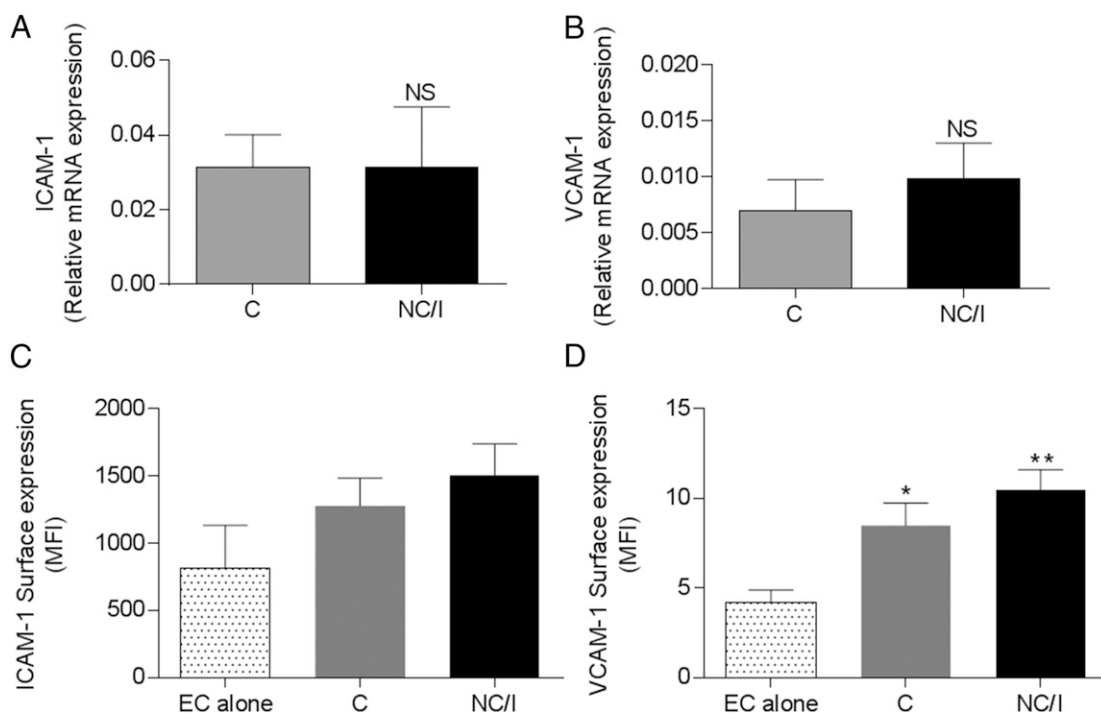 A
ICAM-1
(Relative mRNA expression)
0.06
0.04
0.02
0.00
NS
C
NC/I
B
VCAM-1
(Relative mRNA expression)
0.020
0.015
0.010
0.005
0.000
NS
C
NC/I
C
ICAM-1 Surface expression
(MFI)
2000
1500
1000
500
0
EC alone
C
NC/I
D
VCAM-1 Surface expression
(MFI)
15
10
5
0
*
**
EC alone
C
NC/I